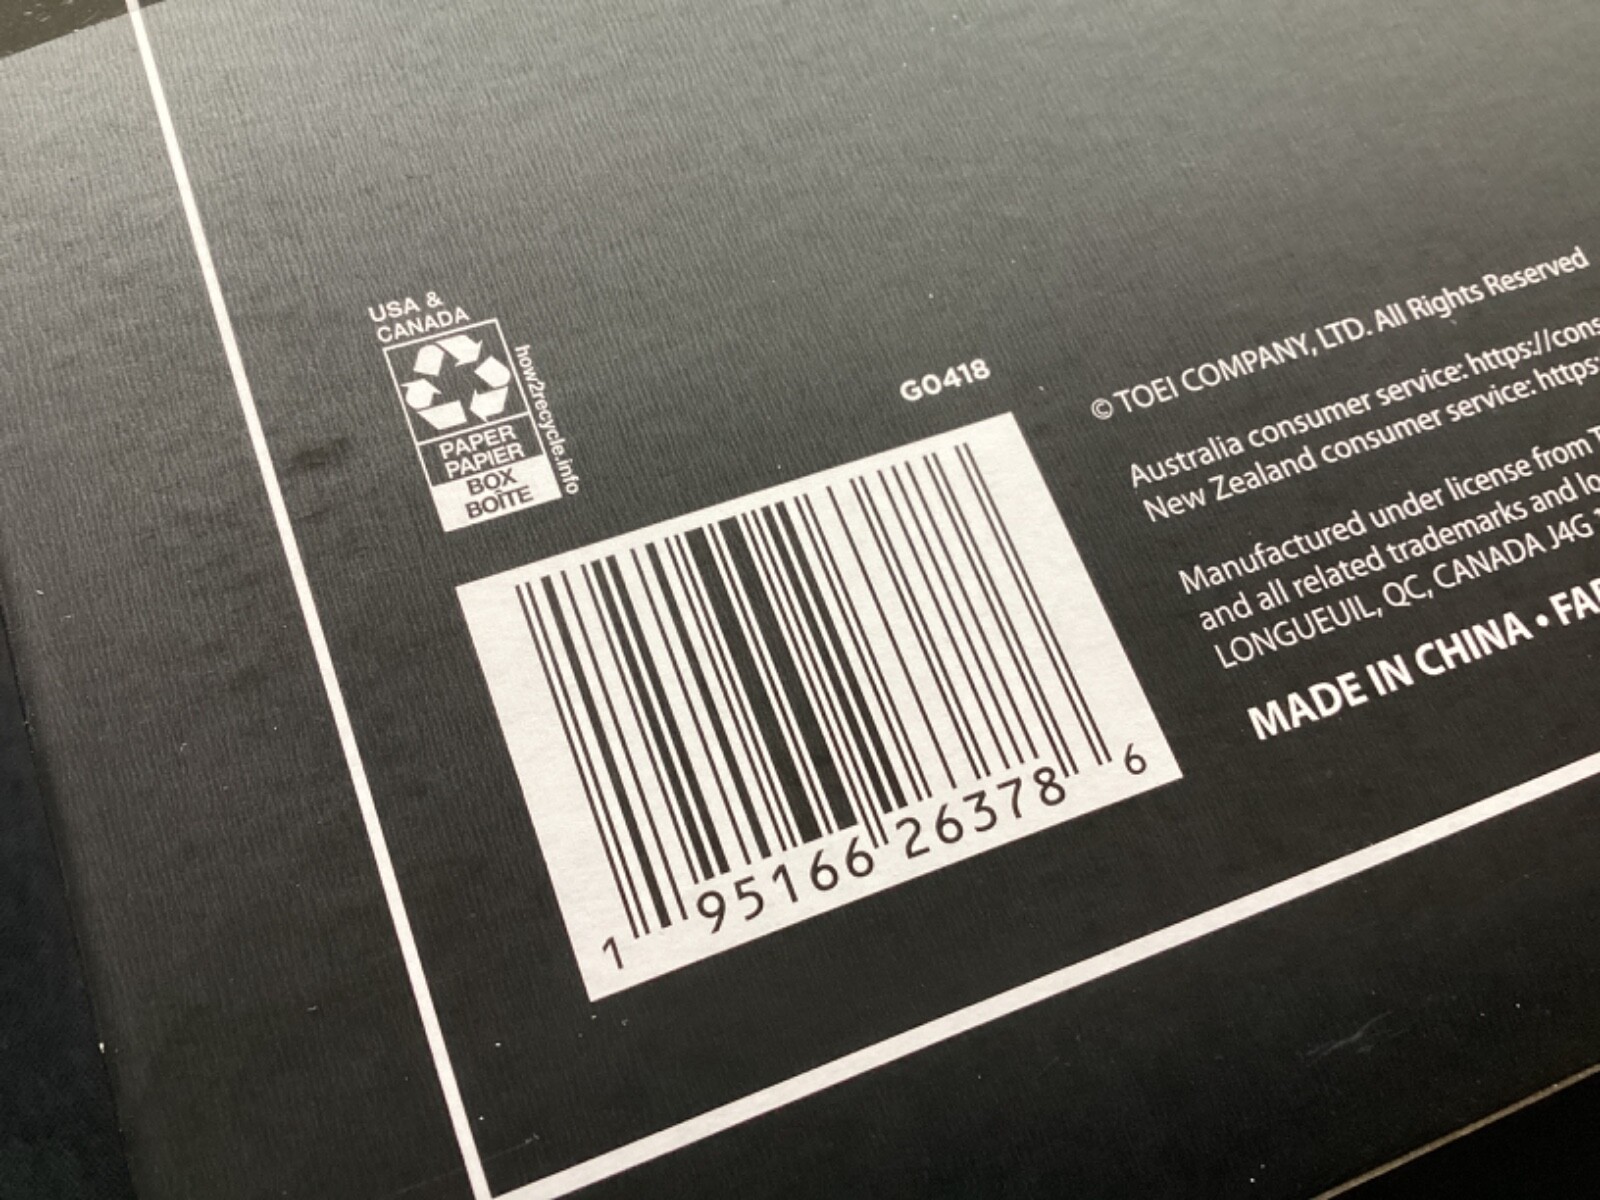 USA &
CANADA
how2recycle.info
PAPER
PAPIER
BOX
BOÎTE
G0418
1 95166 26378 6
© TOEI COMPANY, LTD. All Rights Reserved
Australia consumer service: https://cons
New Zealand consumer service: https:
Manufactured under license from T
and all related trademarks and lo
LONGUEUIL, QC, CANADA J4G 1
MADE IN CHINA • FAB